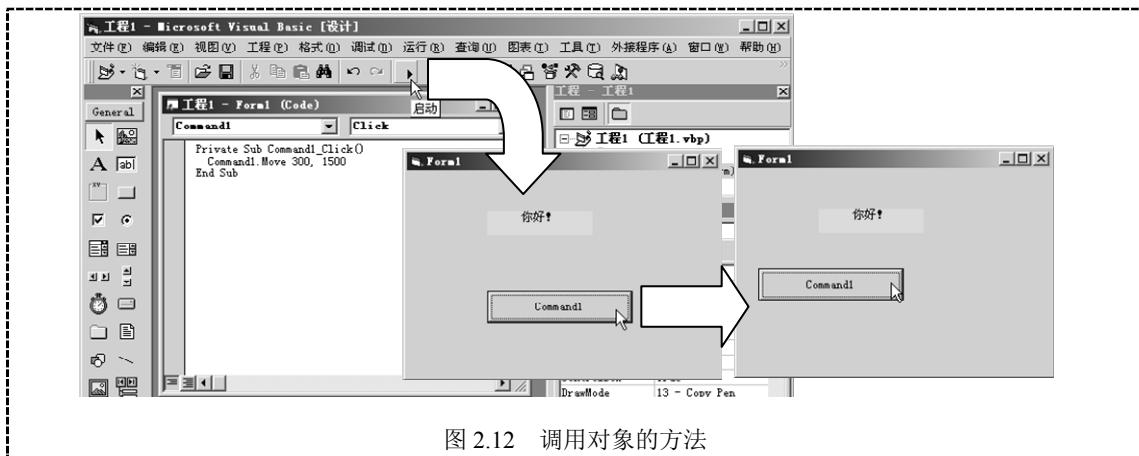 工程1 - Microsoft Visual Basic [设计]
文件(F) 编辑(E) 视图(V) 工程(P) 格式(O) 调试(D) 运行(R) 查询(U) 图表(I) 工具(T) 外接程序(A) 窗口(W) 帮助(H)
General
工程1 - Form1 (Code)
启动
工程 - 工程1
Command1
Click
工程1 (工程1.vbp)
Private Sub Command1_Click()
Command1.Move 300, 1500
End Sub
Form1
Form1
你好!
你好!
Command1
Command1
DrawMode
13 - Copy Pen
图 2.12 调用对象的方法